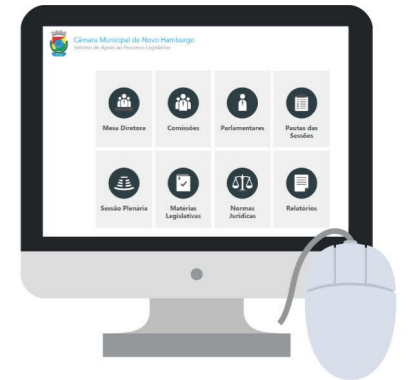 Câmara Municipal de Novo Hamburgo
Sistema de Apoio ao Processo Legislativo
Mesa Diretora
Comissões
Parlamentares
Pautas das
Sessões
Sessão Plenária
Matérias
Legislativas
Normas
Jurídicas
Relatórios